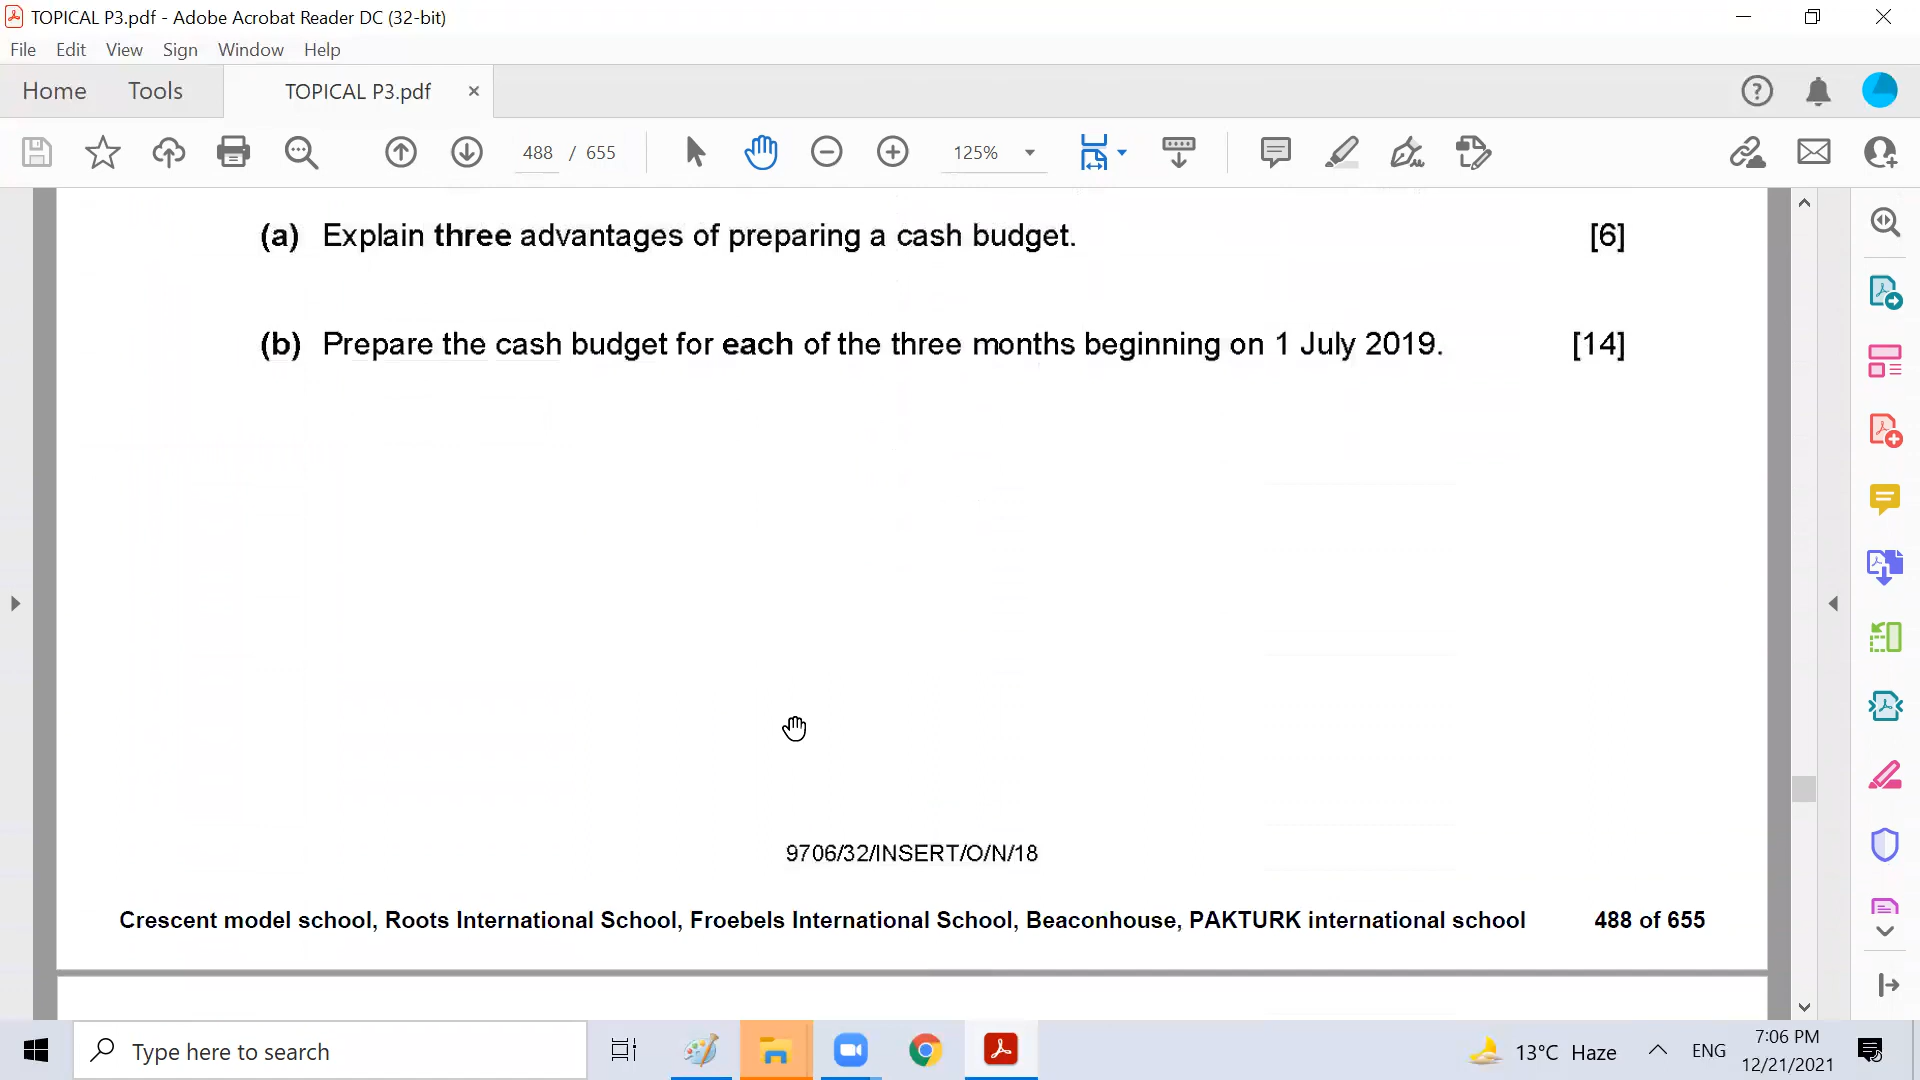 TOPICAL P3.pdf - Adobe Acrobat Reader DC (32-bit)
File Edit View Sign Window Help
Home Tools TOPICAL P3.pdf ×
488 / 655 125%
(a) Explain three advantages of preparing a cash budget. [6]
(b) Prepare the cash budget for each of the three months beginning on 1 July 2019. [14]
9706/32/INSERT/O/N/18
Crescent model school, Roots International School, Froebels International School, Beaconhouse, PAKTURK international school 488 of 655
Type here to search 13°C Haze ENG 7:06 PM
12/21/2021